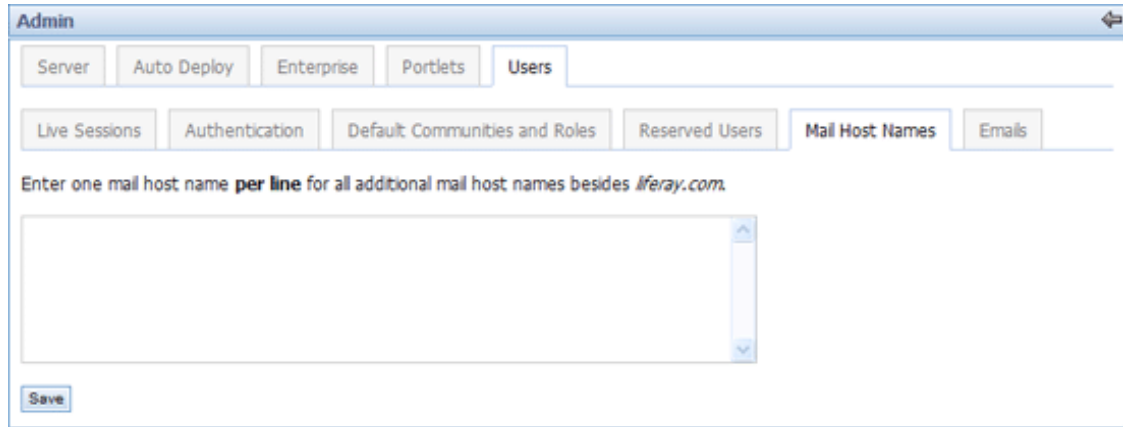 Admin
Server Auto Deploy Enterprise Portlets Users
Live Sessions Authentication Default Communities and Roles Reserved Users Mail Host Names Emails
Enter one mail host name per line for all additional mail host names besides liferay.com.
Save